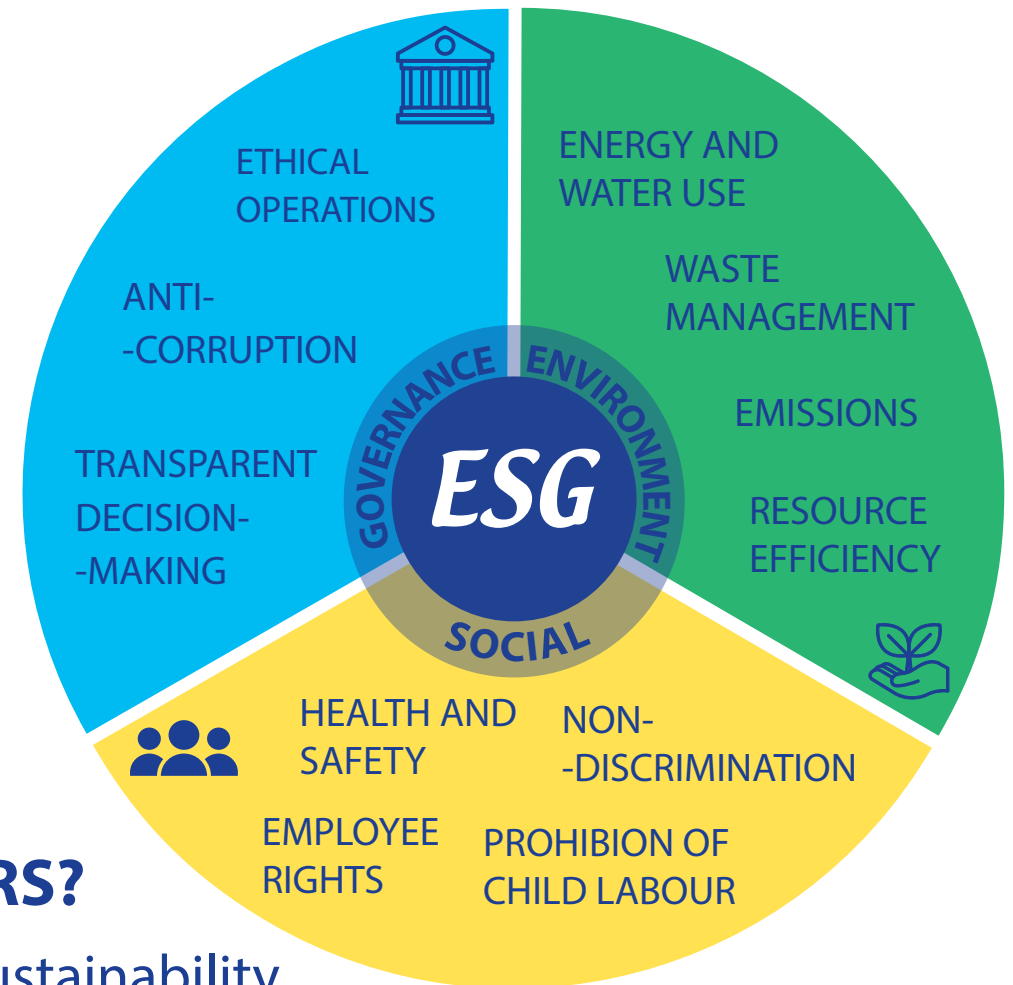 ETHICAL
OPERATIONS
ANTI-
-CORRUPTION
TRANSPARENT
DECISION-
-MAKING
ENERGY AND
WATER USE
WASTE
MANAGEMENT
EMISSIONS
RESOURCE
EFFICIENCY
GOVERNANCE
ENVIRONMENT
ESG
SOCIAL
HEALTH AND
SAFETY
NON-
-DISCRIMINATION
EMPLOYEE
RIGHTS
PROHIBION OF
CHILD LABOUR
RS?
ustainability